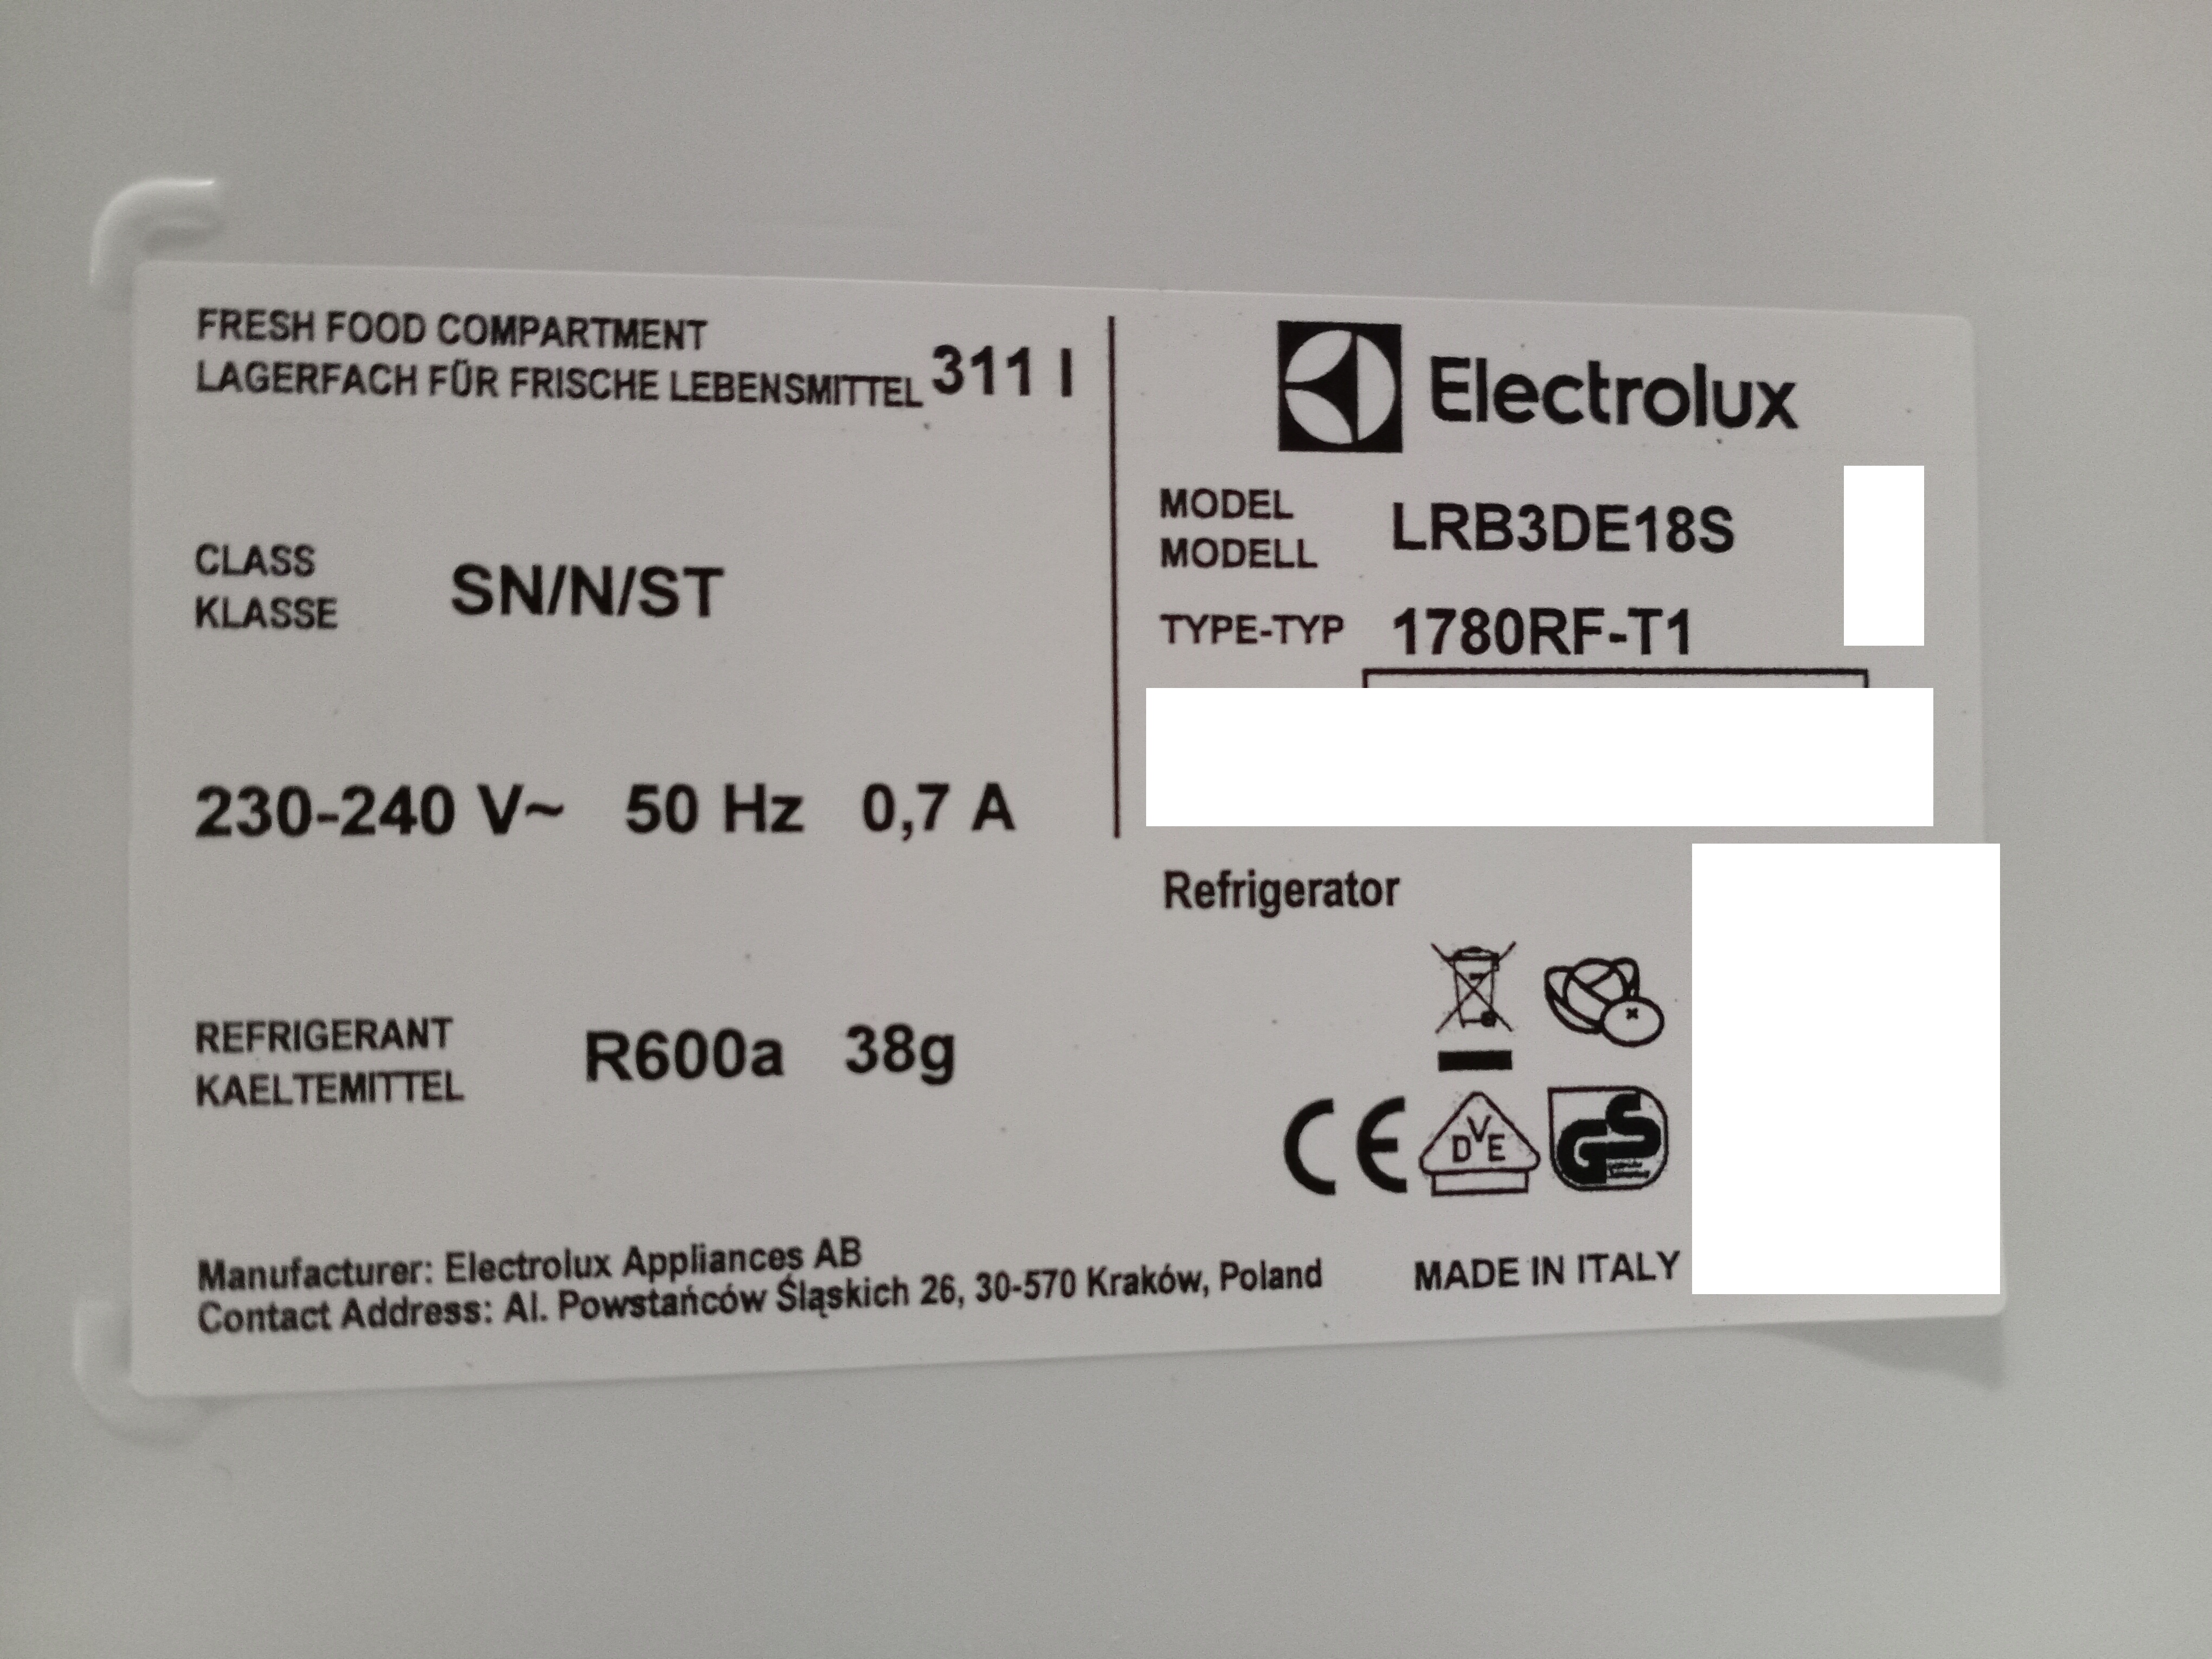 FRESH FOOD COMPARTMENT
LAGERFACH FÜR FRISCHE LEBENSMITTEL 311 l
CLASS
KLASSE SN/N/ST
230-240 V~ 50 Hz 0,7 A
REFRIGERANT
KAELTEMITTEL R600a 38g
Electrolux
MODEL
MODELL LRB3DE18S
TYPE-TYP 1780RF-T1
Refrigerator
CE
DVE
GS
Manufacturer: Electrolux Appliances AB
Contact Address: Al. Powstańców Śląskich 26, 30-570 Kraków, Poland
MADE IN ITALY